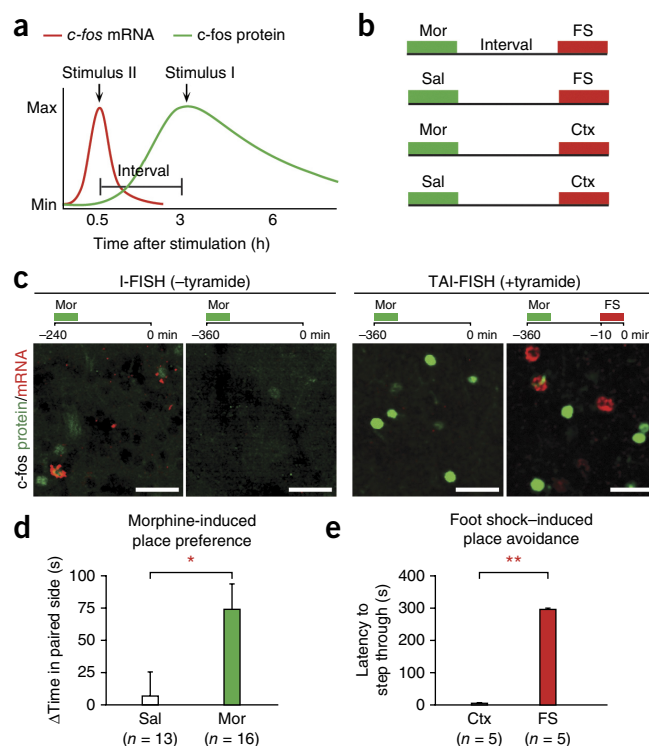 a
c-fos mRNA
c-fos protein
Stimulus II
Stimulus I
Max
Interval
Min
0.5
3
6
Time after stimulation (h)
b
Mor
Interval
FS
Sal
FS
Mor
Ctx
Sal
Ctx
c
I-FISH (–tyramide)
TAI-FISH (+tyramide)
Mor
Mor
Mor
Mor
FS
–240
0 min
–360
0 min
–360
0 min
–360
–10
0 min
c-fos protein/mRNA
d
Morphine-induced
place preference
*
ΔTime in paired side (s)
100
75
50
25
0
Sal
Mor
(n = 13)
(n = 16)
e
Foot shock–induced
place avoidance
**
Latency to
step through (s)
400
300
200
100
0
Ctx
FS
(n = 5)
(n = 5)